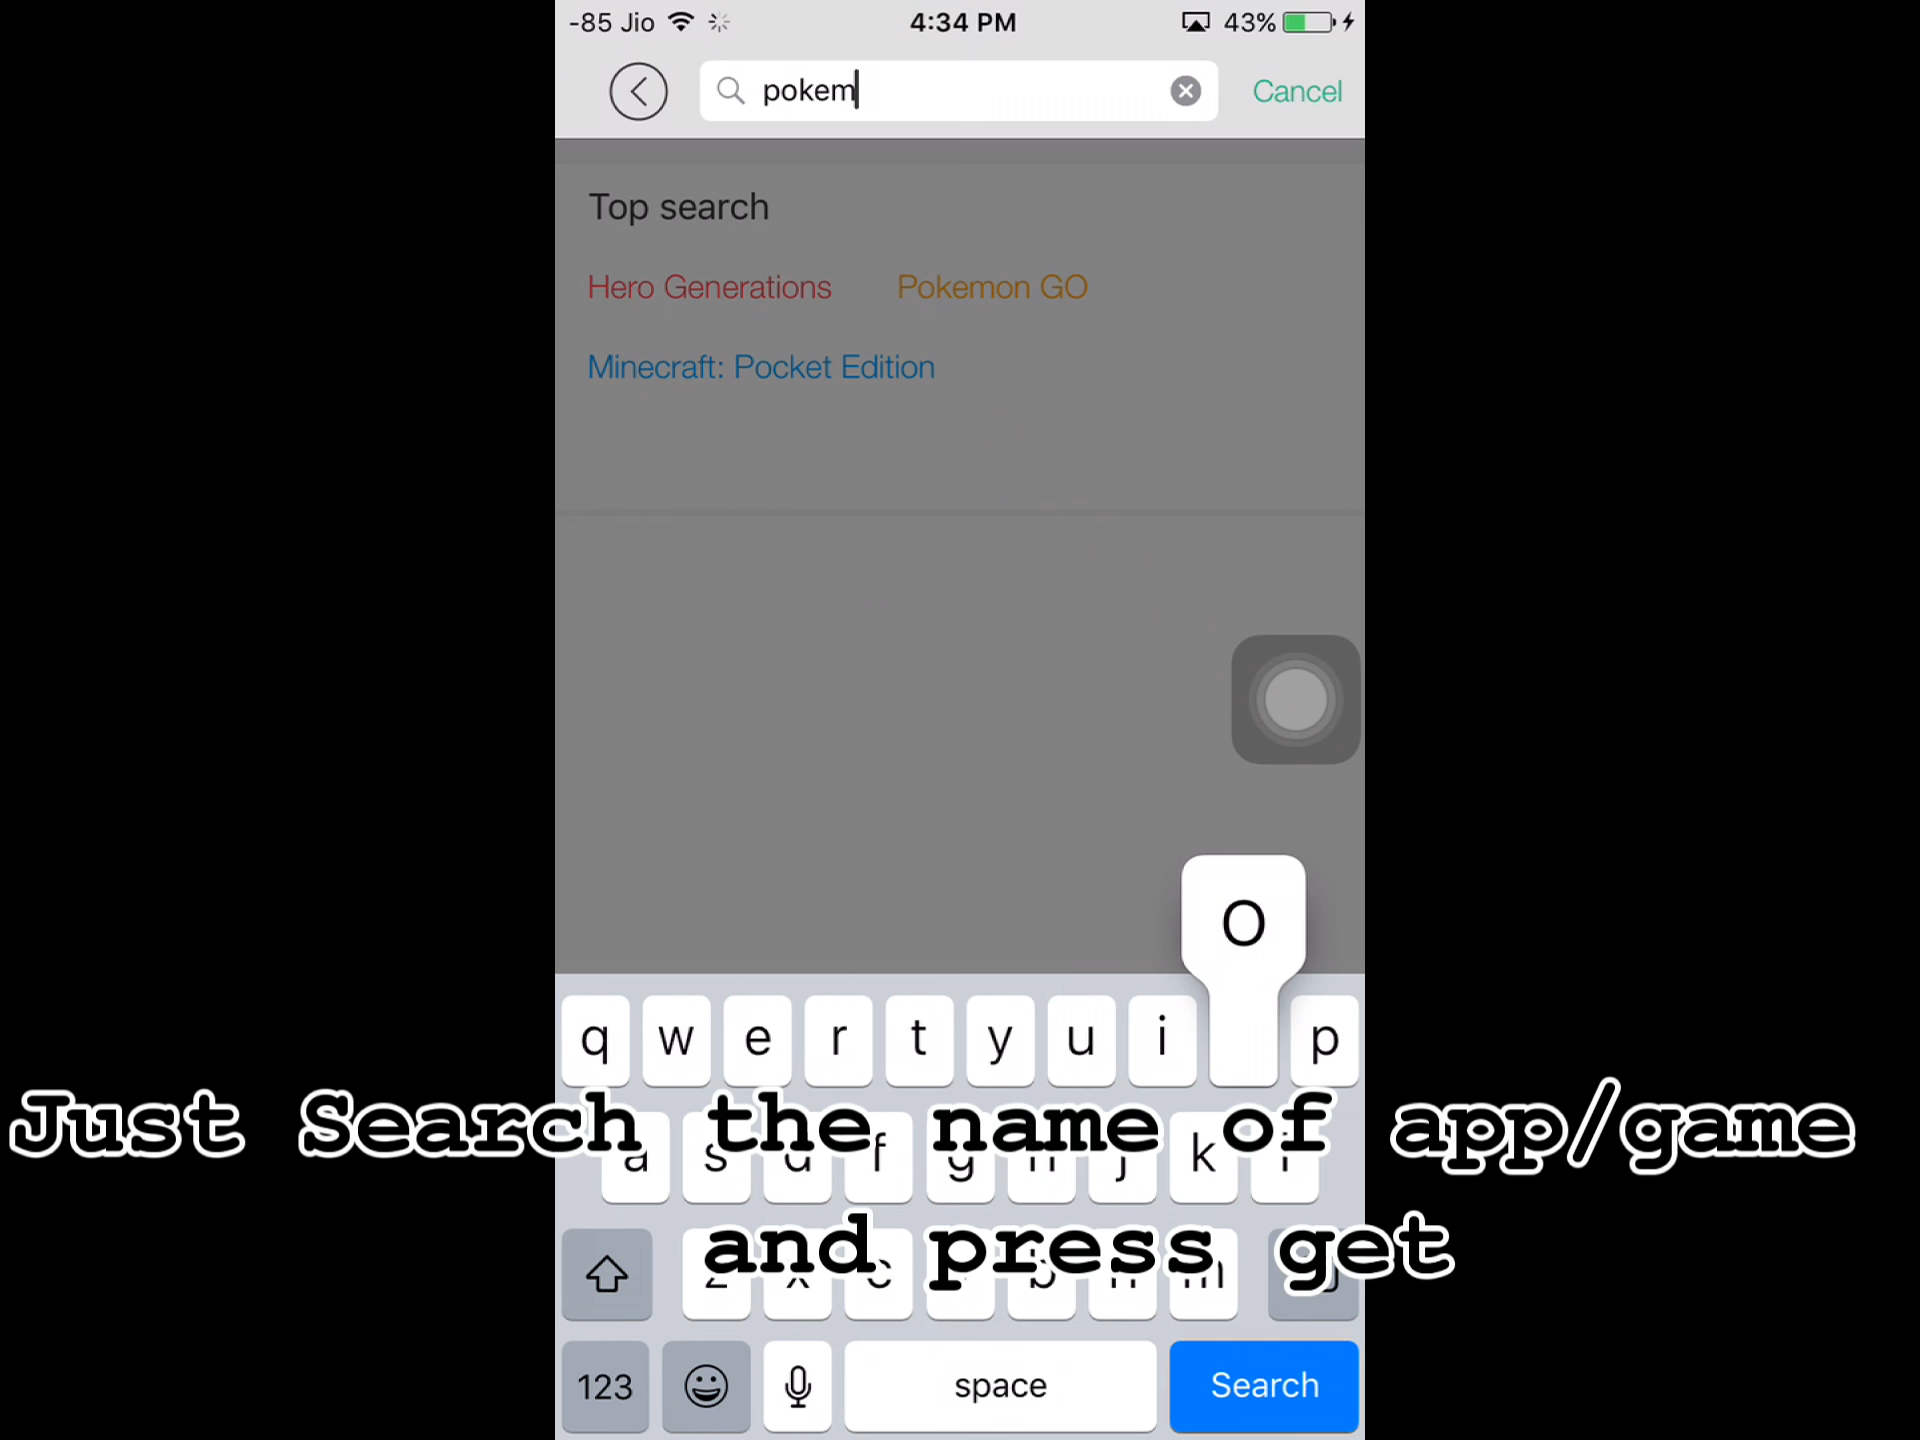 -85 Jio 4:34 PM 43%
pokem Cancel
Top search
Hero Generations Pokemon GO
Minecraft: Pocket Edition
O
q w e r t y u i p
Just Search the name of app/game
a s d f g h j k l
and press get
z x c v b n m
123 space Search